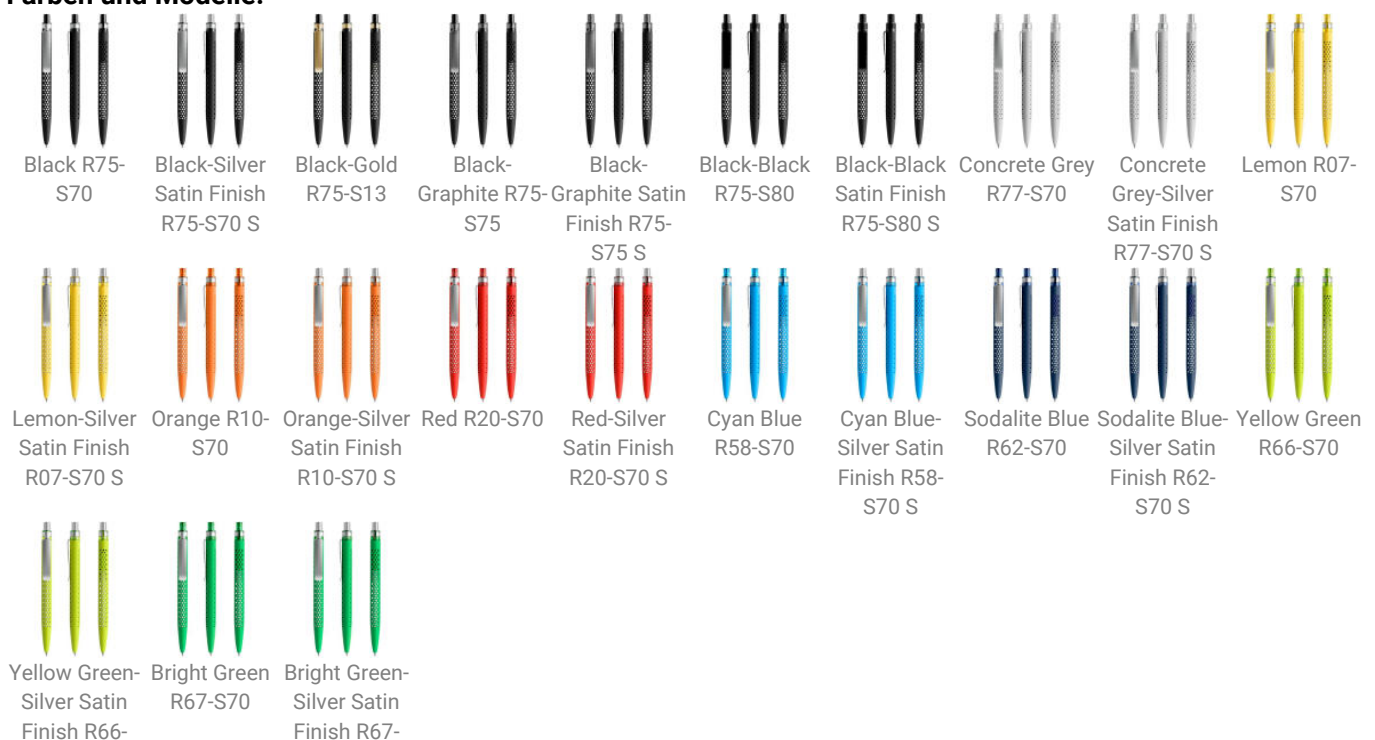 Farben und Modelle:
Black R75-
S70
Black-Silver
Satin Finish
R75-S70 S
Black-Gold
R75-S13
Black-
Graphite R75-
S75
Black-
Graphite Satin
Finish R75-
S75 S
Black-Black
R75-S80
Black-Black
Satin Finish
R75-S80 S
Concrete Grey
R77-S70
Concrete
Grey-Silver
Satin Finish
R77-S70 S
Lemon R07-
S70
Lemon-Silver
Satin Finish
R07-S70 S
Orange R10-
S70
Orange-Silver
Satin Finish
R10-S70 S
Red R20-S70
Red-Silver
Satin Finish
R20-S70 S
Cyan Blue
R58-S70
Cyan Blue-
Silver Satin
Finish R58-
S70 S
Sodalite Blue
R62-S70
Sodalite Blue-
Silver Satin
Finish R62-
S70 S
Yellow Green
R66-S70
Yellow Green-
Silver Satin
Finish R66-
Bright Green
R67-S70
Bright Green-
Silver Satin
Finish R67-